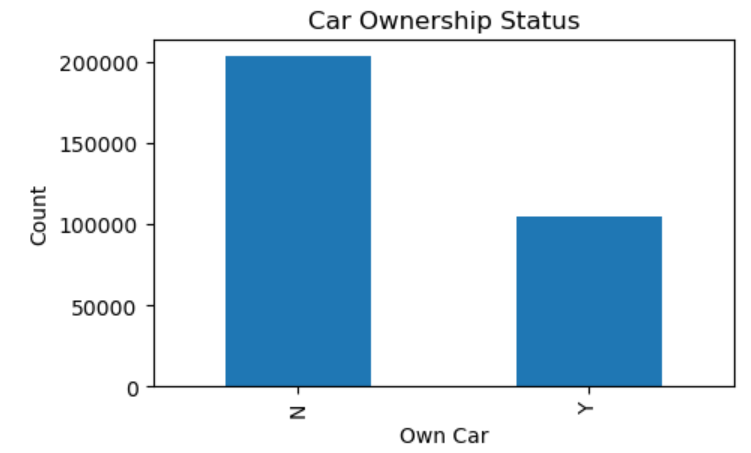 Car Ownership Status
200000
150000
100000
50000
0
Count
N
Y
Own Car